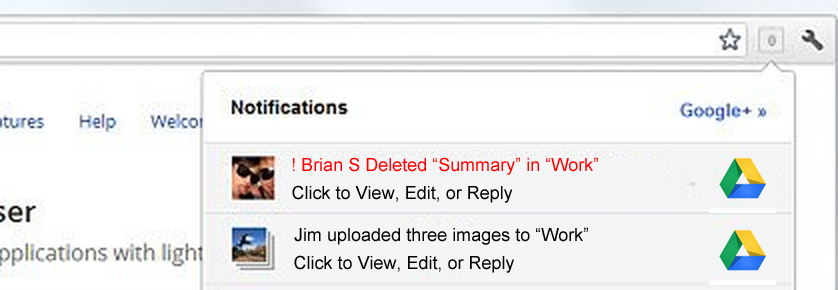 0
Notifications
Google+ »
atures
Help
Welco
! Brian S Deleted “Summary” in “Work”
Click to View, Edit, or Reply
ser
Jim uploaded three images to “Work”
pplications with light
Click to View, Edit, or Reply